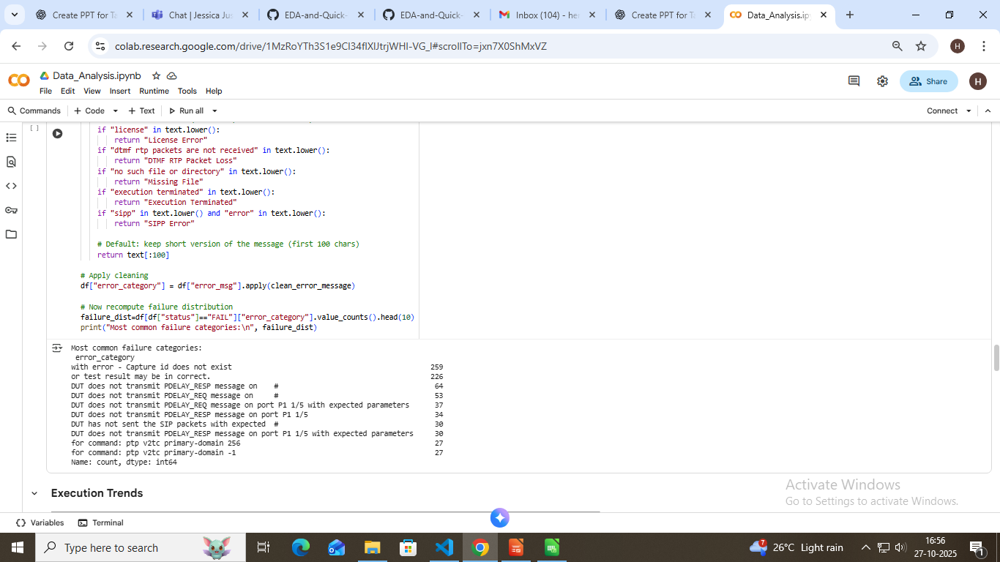 Create PPT for Ta
Chat | Jessica Jus
EDA-and-Quick-
EDA-and-Quick-
Inbox (104) - he
Create PPT for Ta
Data_Analysis.ipy
colab.research.google.com/drive/1MzRoYTh3S1e9CI34fIXlJtrjWHI-VG_I#scrollTo=jxn7X0ShMxVZ
H
CO
Data_Analysis.ipynb
File Edit View Insert Runtime Tools Help
Share
H
Commands + Code + Text Run all
Connect
[ ]
if "license" in text.lower():
return "License Error"
if "dtmf rtp packets are not received" in text.lower():
return "DTMF RTP Packet Loss"
if "no such file or directory" in text.lower():
return "Missing File"
if "execution terminated" in text.lower():
return "Execution Terminated"
if "sipp" in text.lower() and "error" in text.lower():
return "SIPP Error"
# Default: keep short version of the message (first 100 chars)
return text[:100]
# Apply cleaning
df["error_category"] = df["error_msg"].apply(clean_error_message)
# Now recompute failure distribution
failure_dist=df[df["status"]=="FAIL"]["error_category"].value_counts().head(10)
print("Most common failure categories:\n", failure_dist)
Most common failure categories:
error_category
with error - Capture id does not exist 259
or test result may be in correct. 226
DUT does not transmit PDELAY_RESP message on # 64
DUT does not transmit PDELAY_REQ message on # 53
DUT does not transmit PDELAY_REQ message on port P1 1/5 with expected parameters 37
DUT does not transmit PDELAY_RESP message on port P1 1/5 34
DUT has not sent the SIP packets with expected # 30
DUT does not transmit PDELAY_RESP message on port P1 1/5 with expected parameters 30
for command: ptp v2tc primary-domain 256 27
for command: ptp v2tc primary-domain -1 27
Name: count, dtype: int64
Execution Trends
Activate Windows
Go to Settings to activate Windows.
Variables Terminal
Type here to search
7
26°C Light rain
16:56
27-10-2025
1